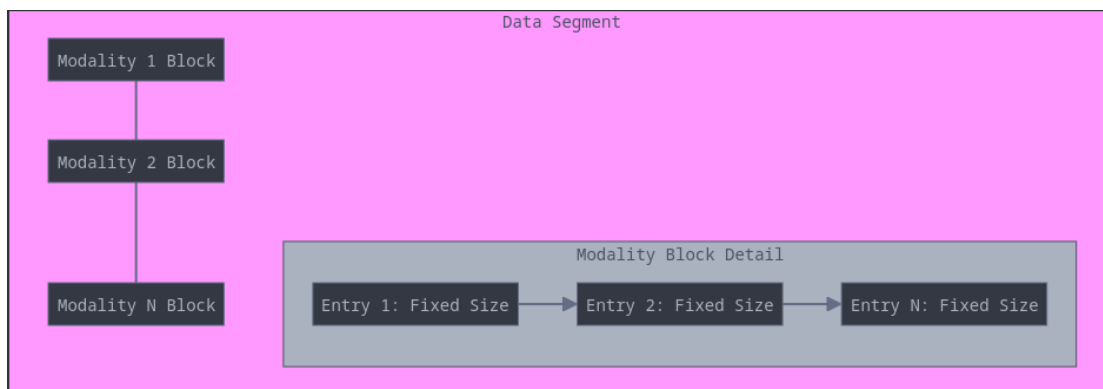 Data Segment
Modality 1 Block
Modality 2 Block
Modality Block Detail
Modality N Block
Entry 1: Fixed Size
Entry 2: Fixed Size
Entry N: Fixed Size